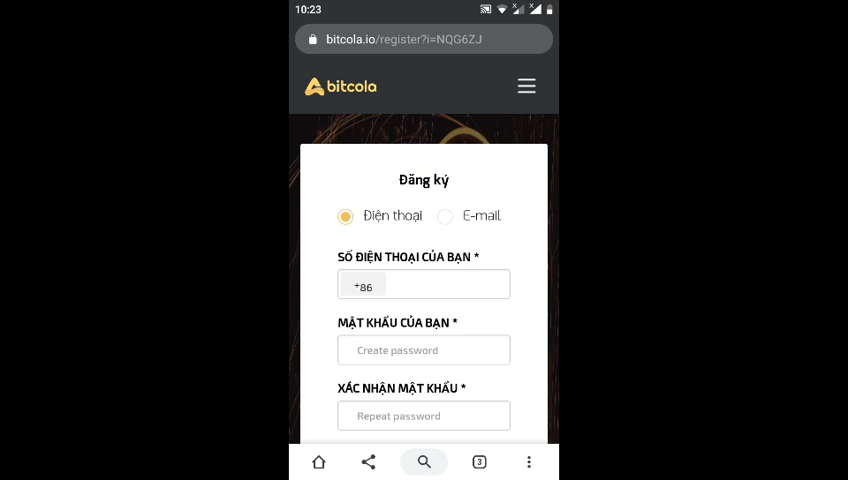 10:23
bitcola.io/register?i=NQG6ZJ
bitcola
Đăng ký
Điện thoại E-mail
SỐ ĐIỆN THOẠI CỦA BẠN *
+86
MẬT KHẨU CỦA BẠN *
Create password
XÁC NHẬN MẬT KHẨU *
Repeat password
3